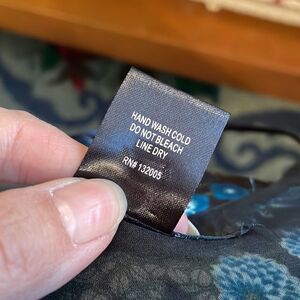 HAND WASH COLD
DO NOT BLEACH
LINE DRY
RN# 132005